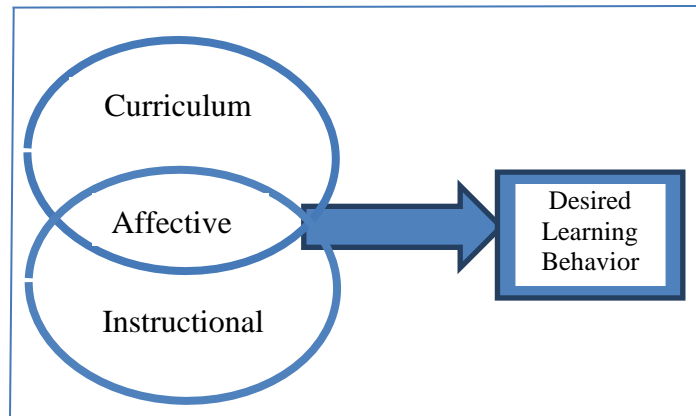 Curriculum
Affective
Instructional
Desired
Learning
Behavior